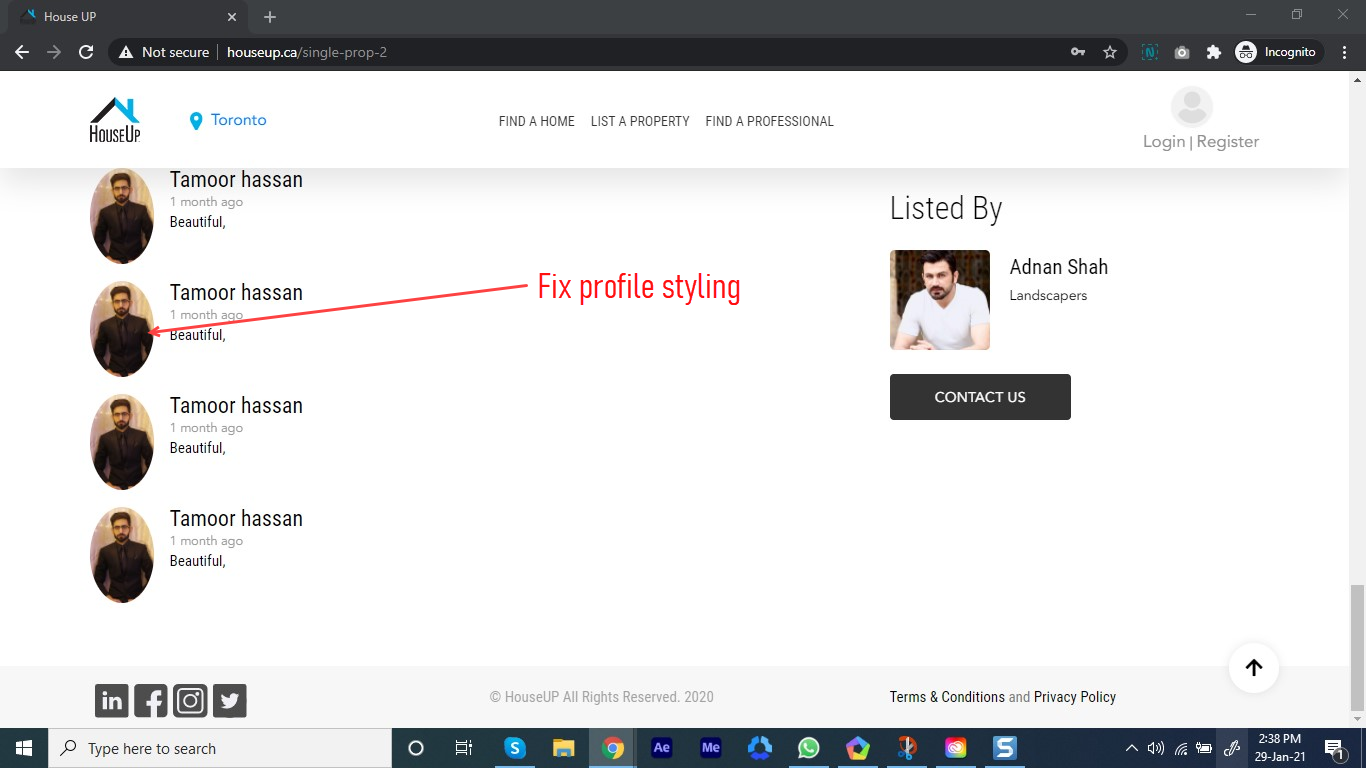 House UP
Not secure
houseup.ca/single-prop-2
Incognito
HOUSEUP
Toronto
FIND A HOME
LIST A PROPERTY
FIND A PROFESSIONAL
Login | Register
Tamoor hassan
1 month ago
Beautiful,
Tamoor hassan
1 month ago
Beautiful,
Tamoor hassan
1 month ago
Beautiful,
Tamoor hassan
1 month ago
Beautiful,
Fix profile styling
Listed By
Adnan Shah
Landscapers
CONTACT US
in
© HouseUP All Rights Reserved. 2020
Terms & Conditions and Privacy Policy
Type here to search
S
Ae
Me
S
2:38 PM
29-Jan-21
1